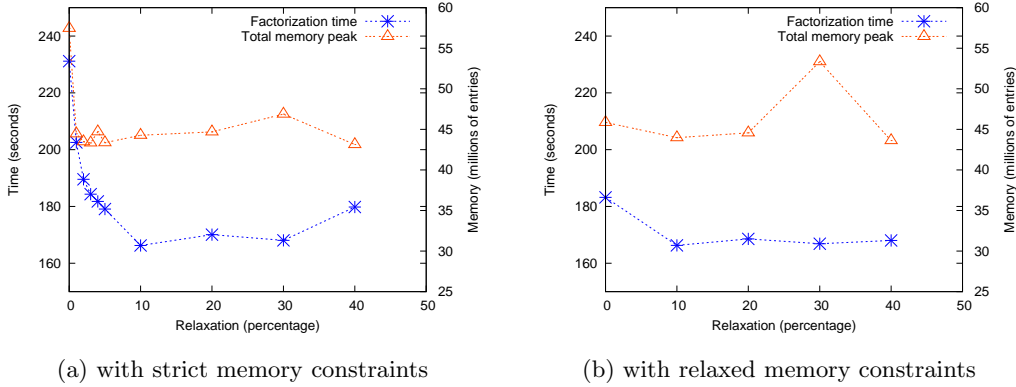 240
220
200
180
160
Time (seconds)
60
55
50
45
40
35
30
25
Memory (millions of entries)
Factorization time
Total memory peak
0 10 20 30 40 50
Relaxation (percentage)
(a) with strict memory constraints
240
220
200
180
160
Time (seconds)
60
55
50
45
40
35
30
25
Memory (millions of entries)
Factorization time
Total memory peak
0 10 20 30 40 50
Relaxation (percentage)
(b) with relaxed memory constraints